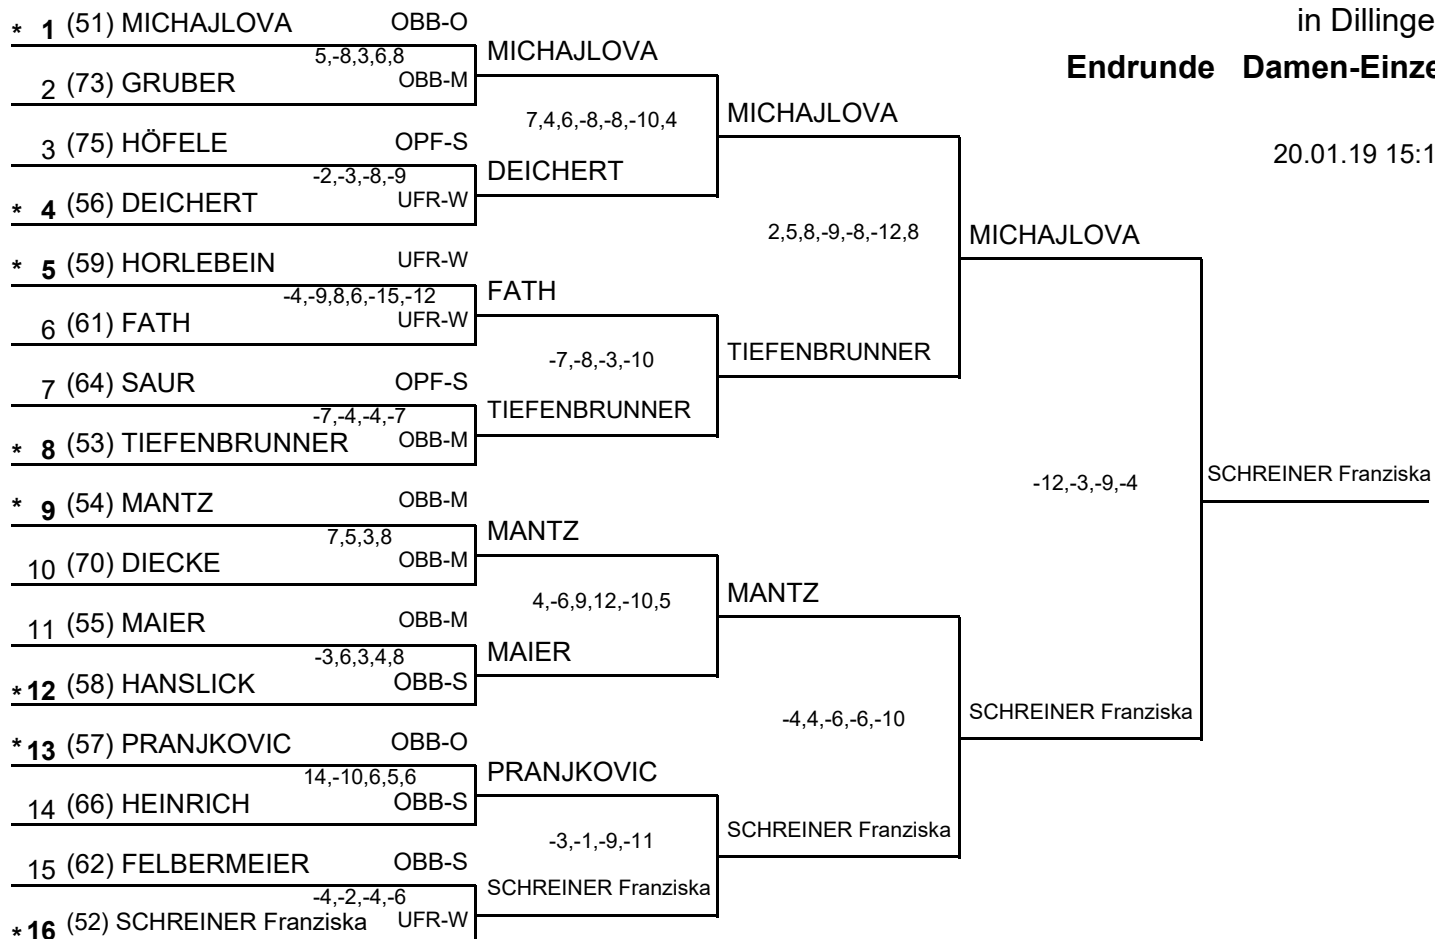 in Dillinge
Endrunde Damen-Einze
20.01.19 15:1
* 1 (51) MICHAJLOVA OBB-O
5,-8,3,6,8
2 (73) GRUBER OBB-M
3 (75) HÖFELE OPF-S
-2,-3,-8,-9
* 4 (56) DEICHERT UFR-W
* 5 (59) HORLEBEIN UFR-W
-4,-9,8,6,-15,-12
6 (61) FATH UFR-W
7 (64) SAUR OPF-S
-7,-4,-4,-7
* 8 (53) TIEFENBRUNNER OBB-M
* 9 (54) MANTZ OBB-M
7,5,3,8
10 (70) DIECKE OBB-M
11 (55) MAIER OBB-M
-3,6,3,4,8
* 12 (58) HANSLICK OBB-S
* 13 (57) PRANJKOVIC OBB-O
14,-10,6,5,6
14 (66) HEINRICH OBB-S
15 (62) FELBERMEIER OBB-S
-4,-2,-4,-6
* 16 (52) SCHREINER Franziska UFR-W
MICHAJLOVA
7,4,6,-8,-8,-10,4
DEICHERT
FATH
-7,-8,-3,-10
TIEFENBRUNNER
MANTZ
4,-6,9,12,-10,5
MAIER
PRANJKOVIC
-3,-1,-9,-11
SCHREINER Franziska
MICHAJLOVA
2,5,8,-9,-8,-12,8
TIEFENBRUNNER
MANTZ
-4,4,-6,-6,-10
SCHREINER Franziska
MICHAJLOVA
-12,-3,-9,-4
SCHREINER Franziska
SCHREINER Franziska